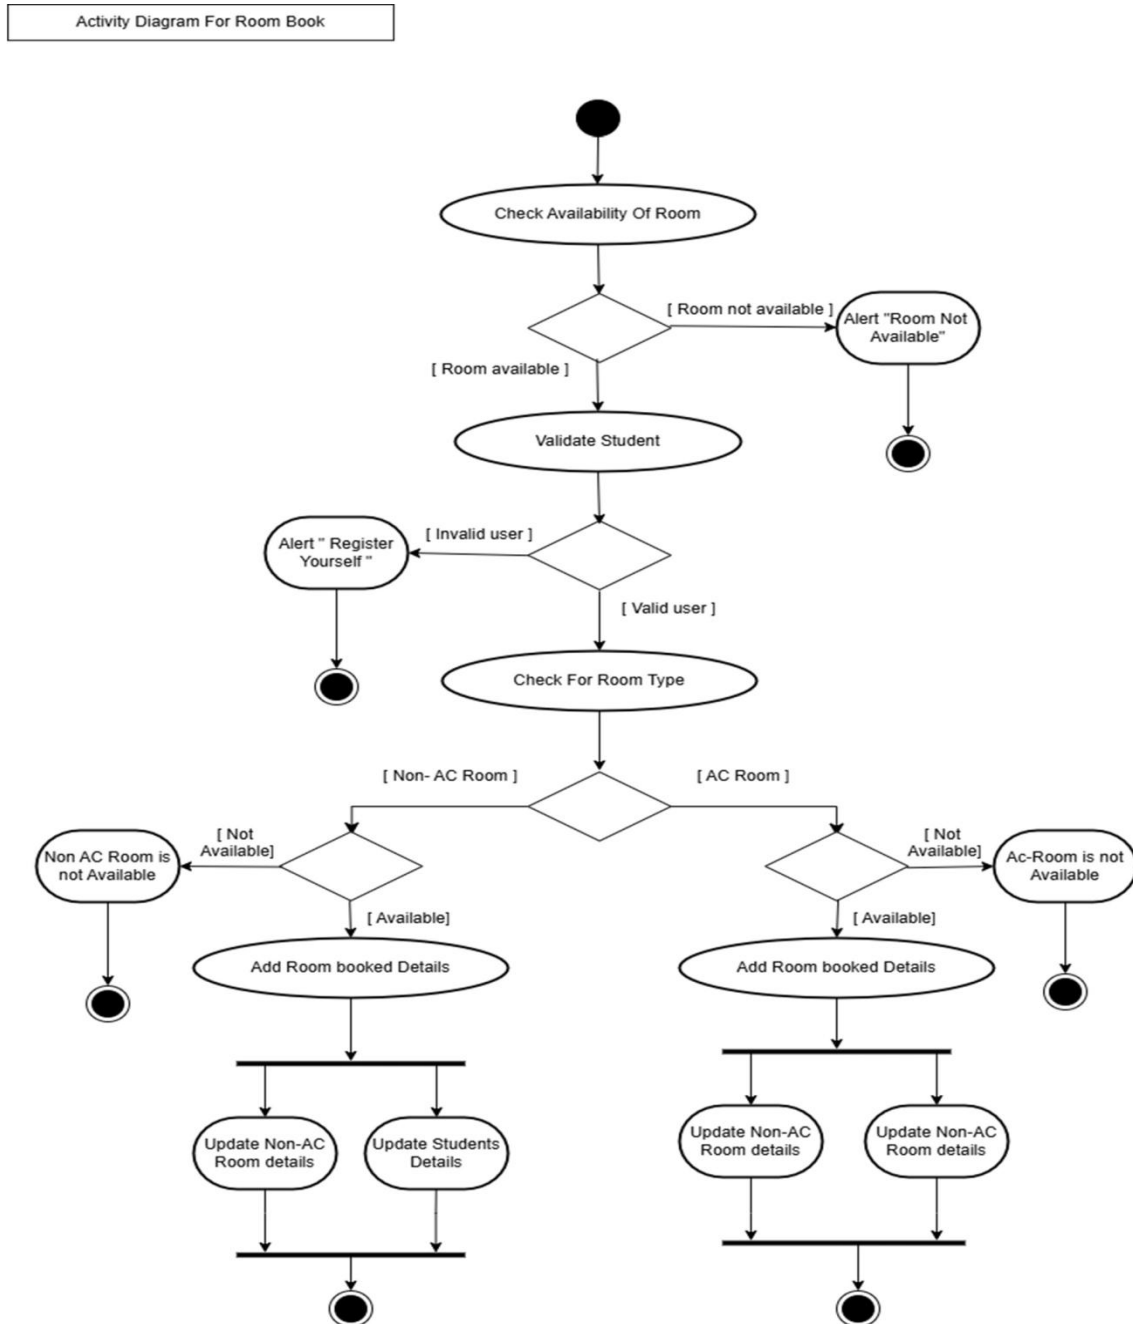 Activity Diagram For Room Book
Check Availability Of Room
[ Room not available ]
Alert "Room Not
Available"
[ Room available ]
Validate Student
[ Invalid user ]
Alert " Register
Yourself "
[ Valid user ]
Check For Room Type
[ Non- AC Room ]
[ AC Room ]
[ Not
Available]
Non AC Room is
not Available
[ Not
Available]
Ac-Room is not
Available
[ Available]
[ Available]
Add Room booked Details
Add Room booked Details
Update Non-AC
Room details
Update Students
Details
Update Non-AC
Room details
Update Non-AC
Room details